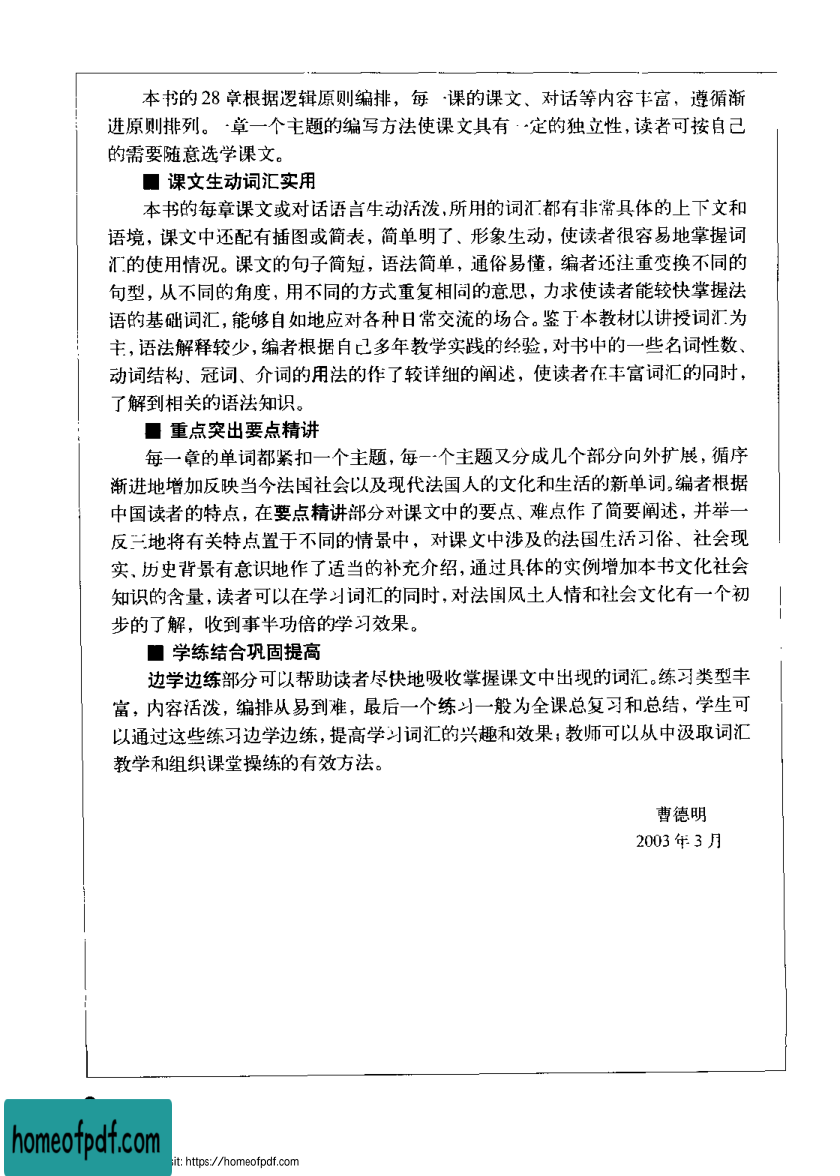 本书的28章根据逻辑原则编排，每一课的课文、对话等内容丰富，遵循渐
进原则排列。一章一个主题的编写方法使课文具有一定的独立性，读者可按自己
的需要随意选学课文。
■ 课文生动词汇实用
本书的每章课文或对话语言生动活泼，所用的词汇都有非常具体的上下文和
语境，课文中还配有插图或简表，简单明了、形象生动，使读者很容易地掌握词
汇的使用情况。课文的句子简短，语法简单，通俗易懂，编者还注重变换不同的
句型，从不同的角度，用不同的方式重复相同的意思，力求使读者能较快掌握法
语的基础词汇，能够自如地应对各种日常交流的场合。鉴于本教材以讲授词汇为
主，语法解释较少，编者根据自己多年教学实践的经验，对书中的一些名词性数、
动词结构、冠词、介词的用法的作了较详细的阐述，使读者在丰富词汇的同时，
了解到相关的语法知识。
■ 重点突出要点精讲
每一章的单词都紧扣一个主题，每一个主题又分成几个部分向外扩展，循序
渐进地增加反映当今法国社会以及现代法国人的文化和生活的新单词。编者根据
中国读者的特点，在要点精讲部分对课文中的要点、难点作了简要阐述，并举一
反三地将有关特点置于不同的情景中，对课文中涉及的法国生活习俗、社会现
实、历史背景有意识地作了适当的补充介绍，通过具体的实例增加本书文化社会
知识的含量，读者可以在学习词汇的同时，对法国风土人情和社会文化有一个初
步的了解，收到事半功倍的学习效果。
■ 学练结合巩固提高
边学边练部分可以帮助读者尽快地吸收掌握课文中出现的词汇。练习类型丰
富，内容活泼，编排从易到难，最后一个练习一般为全课总复习和总结，学生可
以通过这些练习边学边练，提高学习词汇的兴趣和效果；教师可以从中汲取词汇
教学和组织课堂操练的有效方法。
曹德明
2003年3月
homeofpdf.com
sit: https://homeofpdf.com